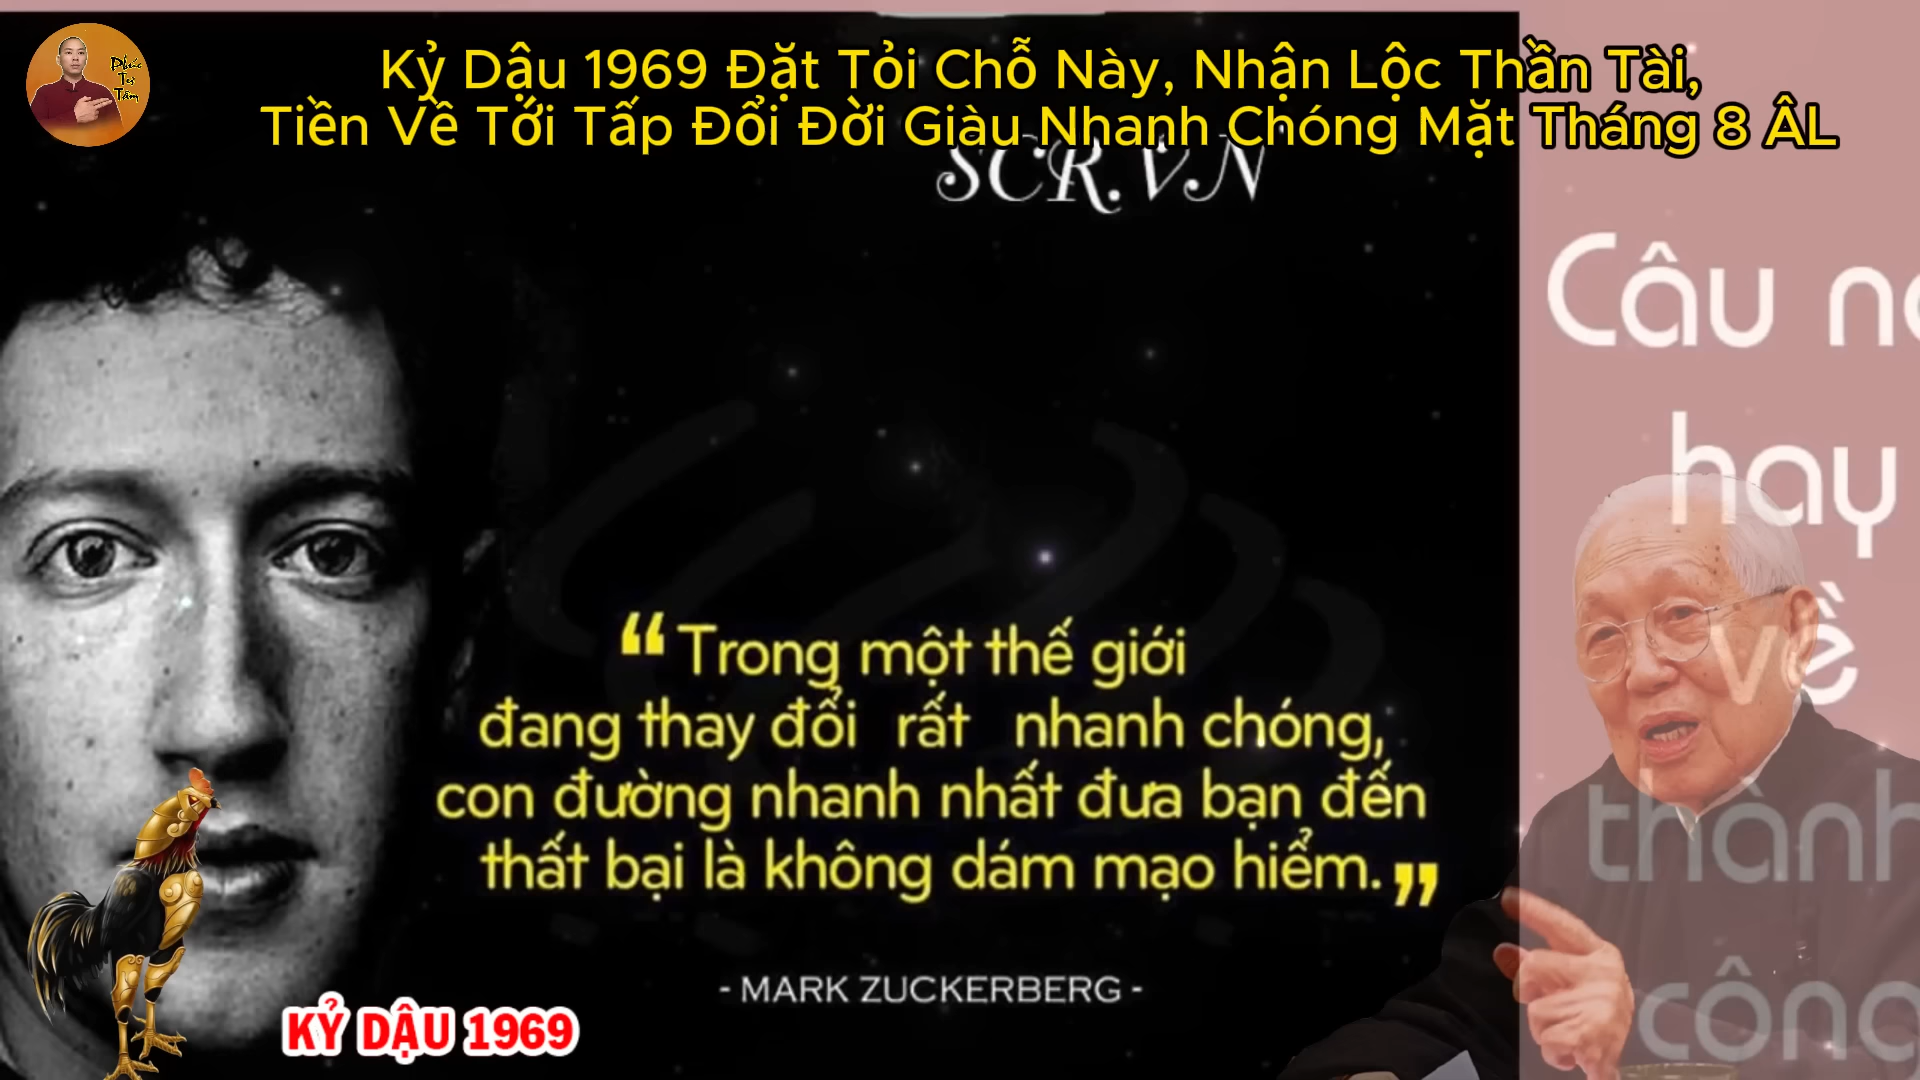 Phúc
Tại
Tâm
Kỷ Dậu 1969 Đặt Tỏi Chỗ Này, Nhận Lộc Thần Tài,
Tiền Về Tới Tấp Đổi Đời Giàu Nhanh Chóng Mặt Tháng 8 ÂL
SCR.VN
“Trong một thế giới
đang thay đổi rất nhanh chóng,
con đường nhanh nhất đưa bạn đến
thất bại là không dám mạo hiểm.”
- MARK ZUCKERBERG -
KỶ DẬU 1969
Câu
hay
về
thành
công